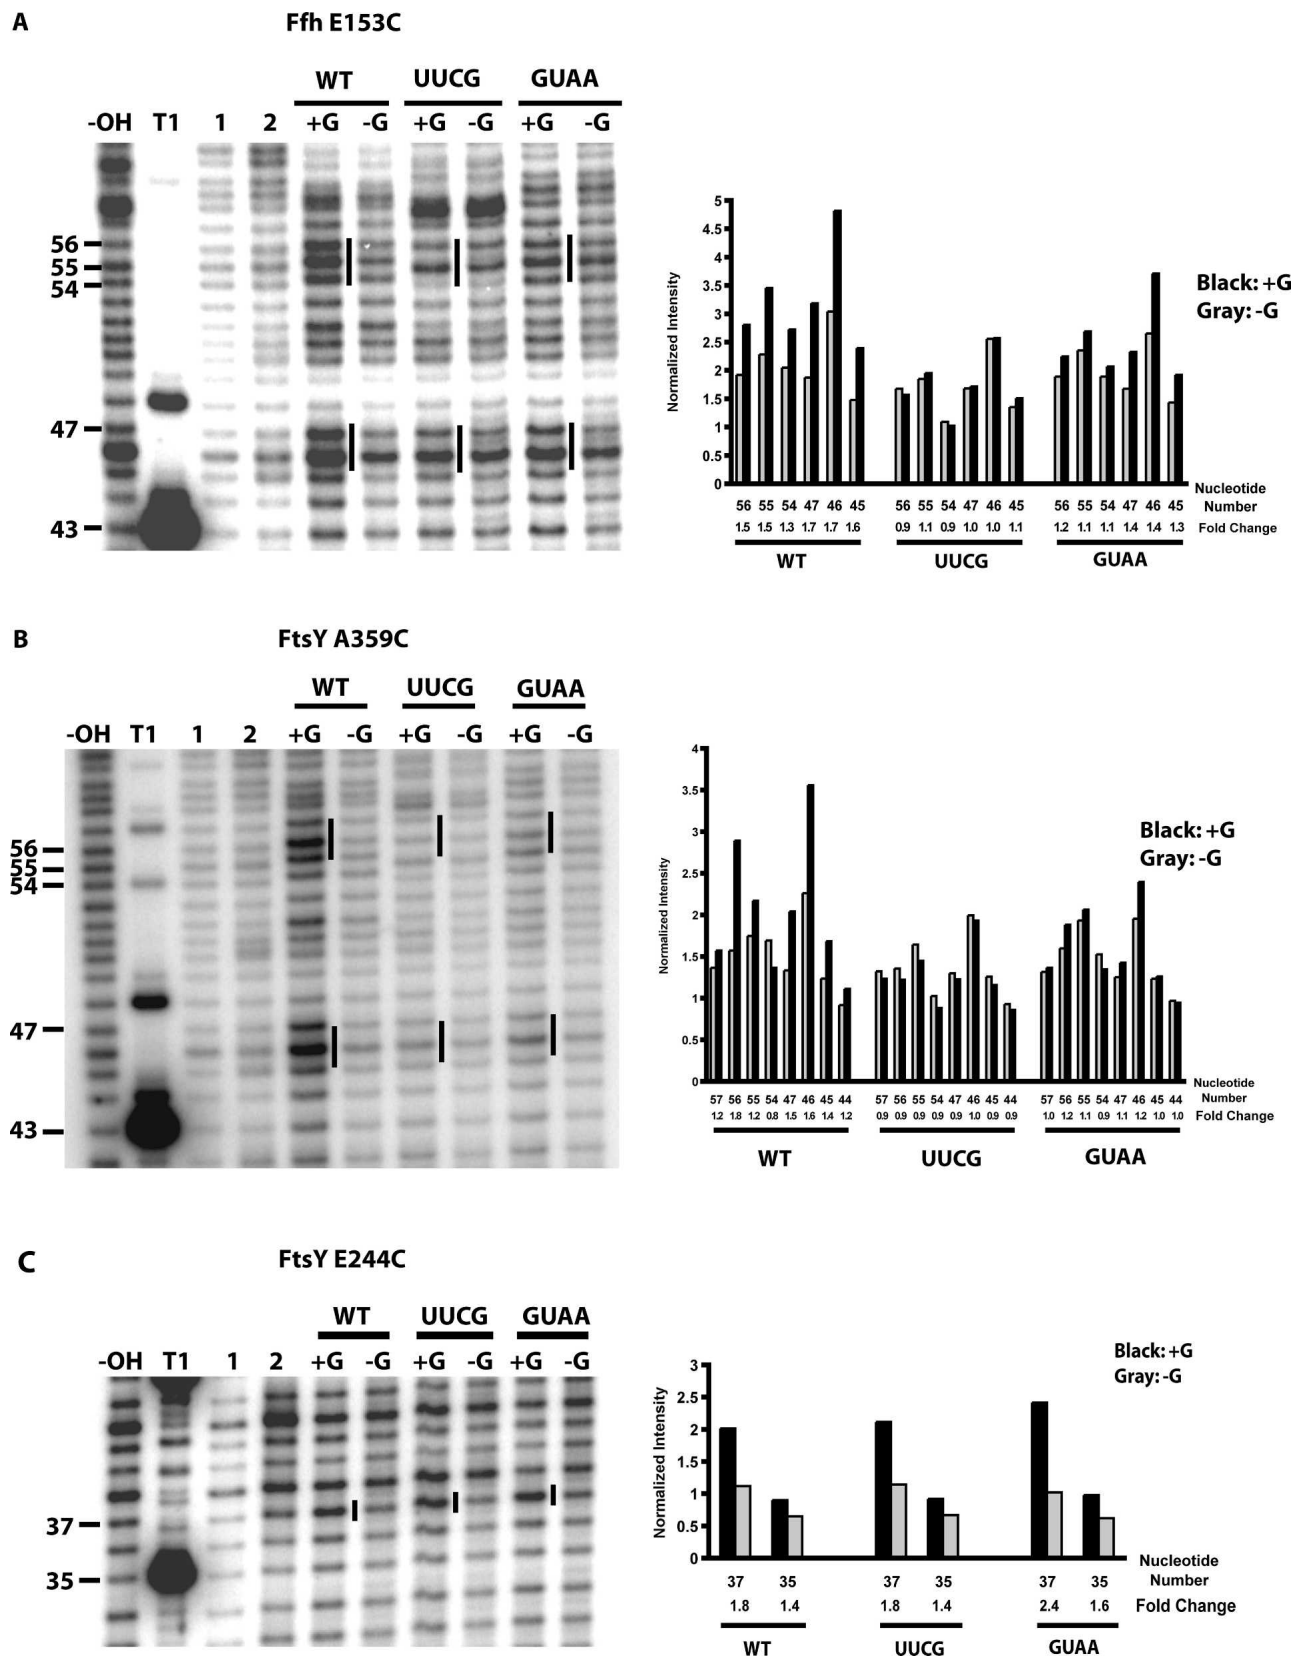 A
Ffh E153C
WT UUCG GUAA
-OH T1 1 2 +G -G +G -G +G -G
56
55
54
47
43
5
4.5
3.5
3
2.5
2
1.5
1
0.5
0
Normalized Intensity
Black: +G
Gray: -G
Nucleotide
56 55 54 47 46 45 56 55 54 47 46 45 56 55 54 47 46 45 Number
1.5 1.5 1.3 1.7 1.7 1.6 0.9 1.1 0.9 1.0 1.0 1.1 1.2 1.1 1.1 1.4 1.4 1.3 Fold Change
WT UUCG GUAA
B
FtsY A359C
WT UUCG GUAA
-OH T1 1 2 +G -G +G -G +G -G
56
55
54
47
43
4
3.5
3
2.5
2
1.5
1
0.5
0
Normalized Intensity
Black: +G
Gray: -G
Nucleotide
57 56 55 54 47 46 45 44 57 56 55 54 47 46 45 44 57 56 55 54 47 46 45 44 Number
1.2 1.8 1.2 0.8 1.5 1.6 1.4 1.2 0.9 0.9 0.9 0.9 0.9 1.0 0.9 0.9 1.0 1.2 1.1 0.9 1.1 1.2 1.0 1.0 Fold Change
WT UUCG GUAA
C
FtsY E244C
WT UUCG GUAA
-OH T1 1 2 +G -G +G -G +G -G
37
35
3
2.5
2
1.5
1
0.5
0
Normalized Intensity
Black: +G
Gray: -G
Nucleotide
37 35 37 35 37 35 Number
1.8 1.4 1.8 1.4 2.4 1.6 Fold Change
WT UUCG GUAA